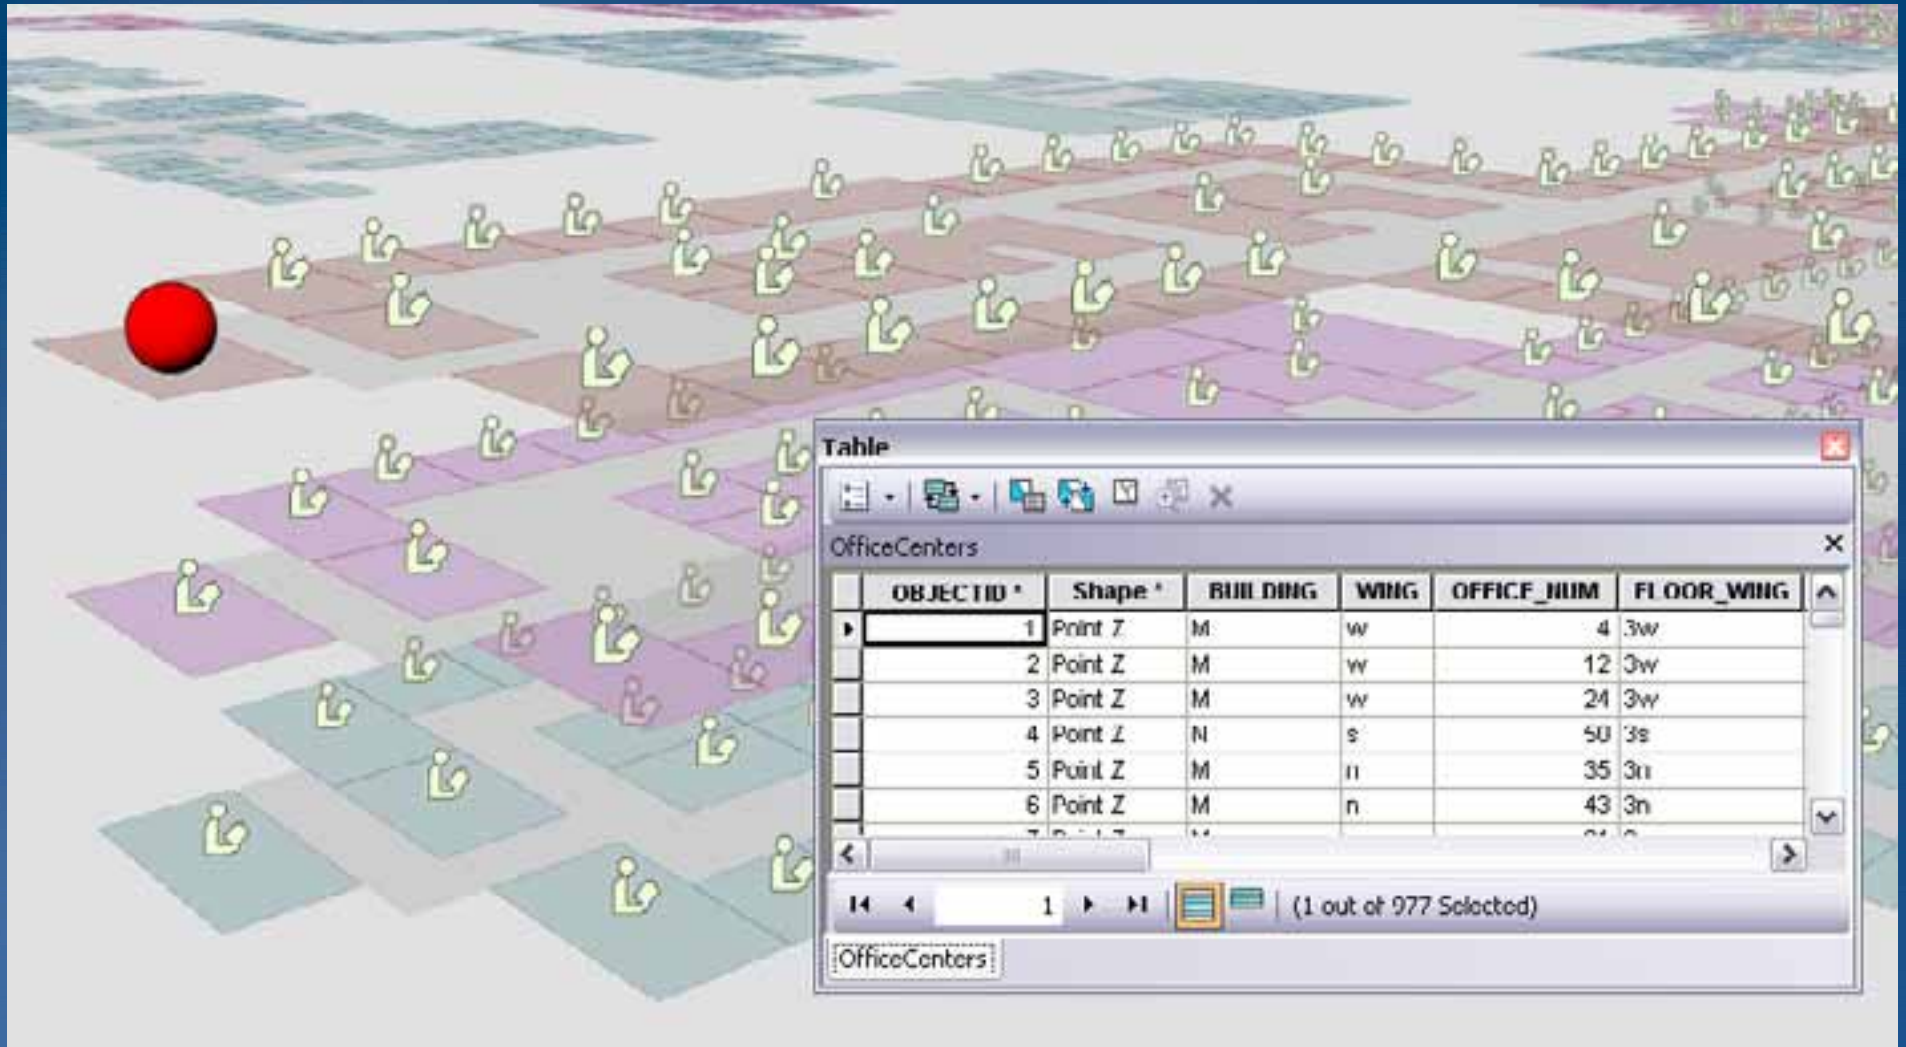 Table
OfficeCenters
OBJECTID * Shape * BUILDING WING OFFICE_NUM FLOOR_WING
1 Point Z M w 4 3w
2 Point Z M w 12 3w
3 Point Z M w 24 3w
4 Point Z N s 50 3s
5 Point Z M n 35 3n
6 Point Z M n 43 3n
1 (1 out of 977 Selected)
OfficeCenters